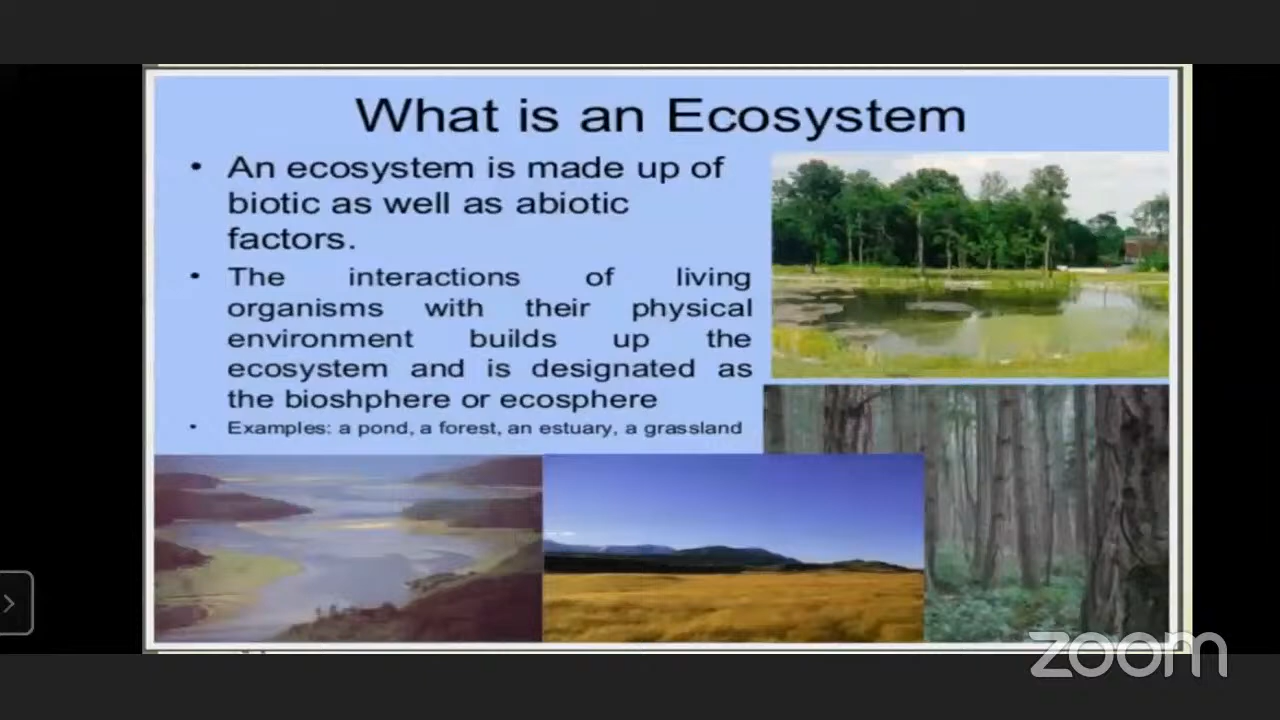 What is an Ecosystem
• An ecosystem is made up of
biotic as well as abiotic
factors.
• The interactions of living
organisms with their physical
environment builds up the
ecosystem and is designated as
the bioshphere or ecosphere
• Examples: a pond, a forest, an estuary, a grassland
zoom